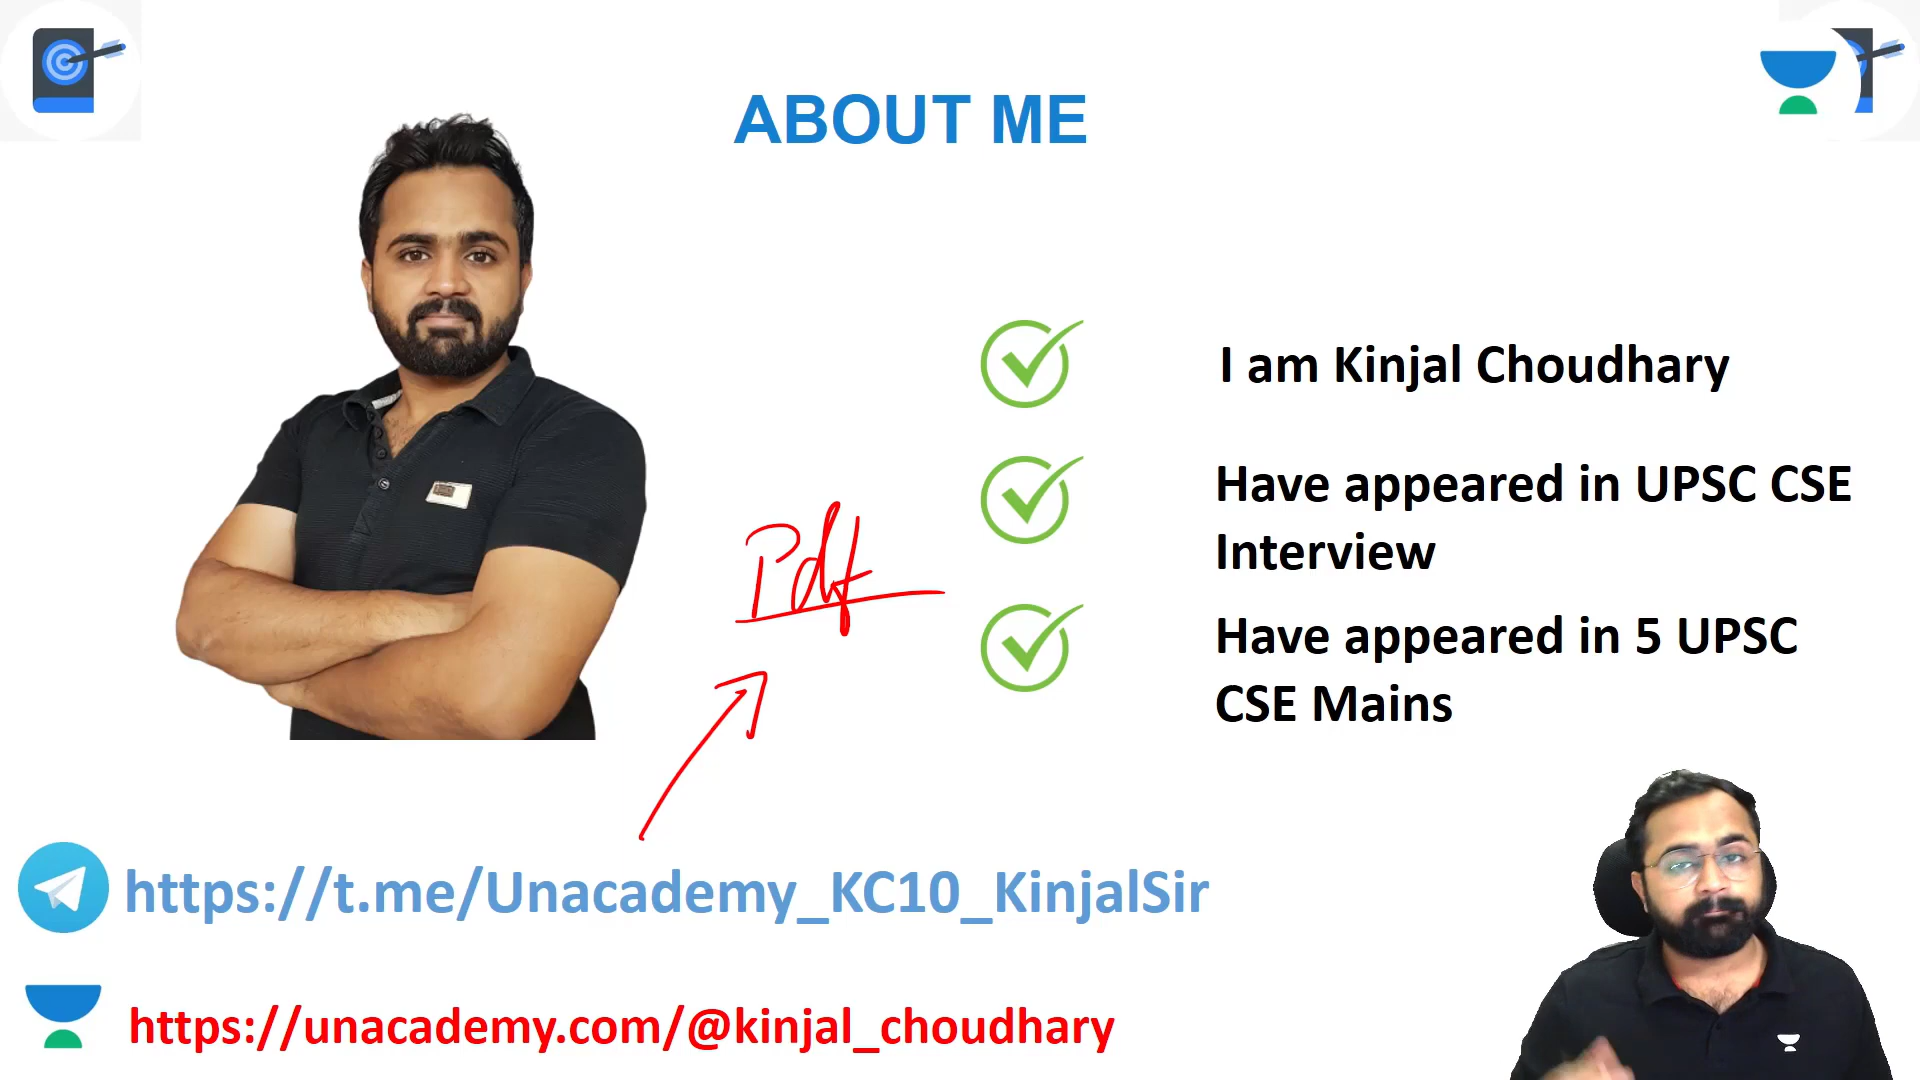 ABOUT ME
I am Kinjal Choudhary
Have appeared in UPSC CSE
Interview
Pdf
Have appeared in 5 UPSC
CSE Mains
https://t.me/Unacademy_KC10_KinjalSir
https://unacademy.com/@kinjal_choudhary